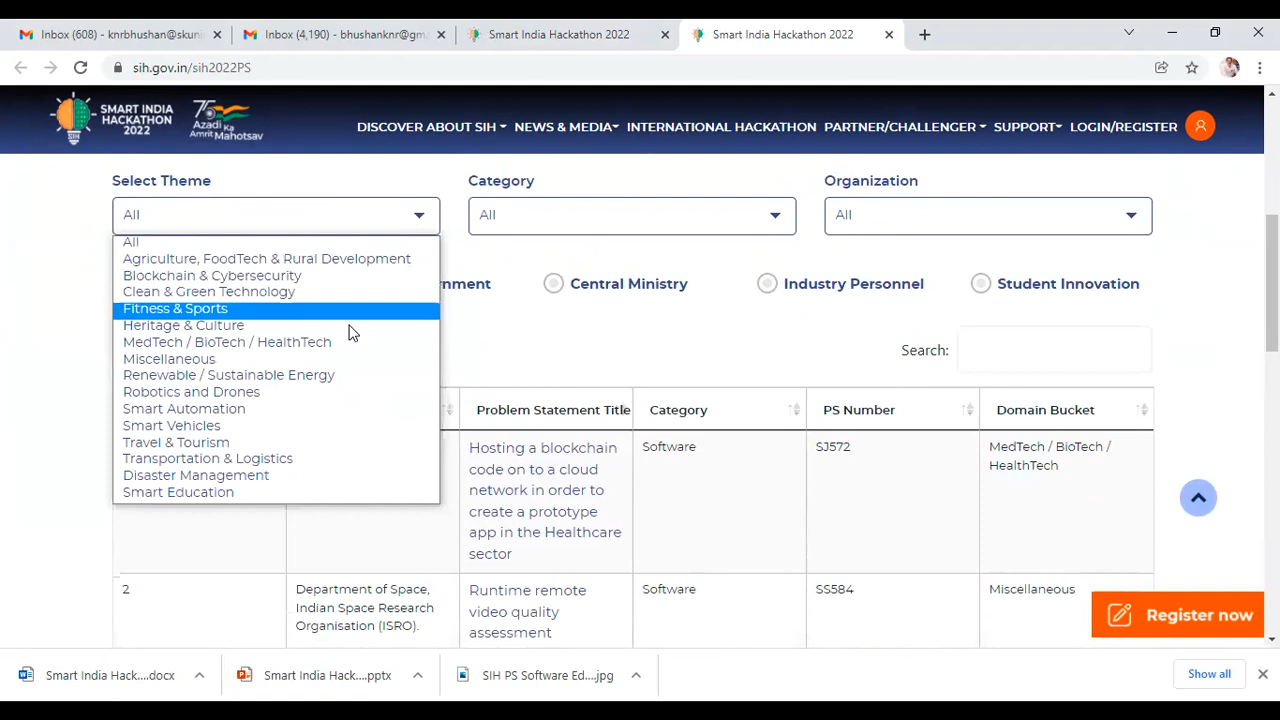 Inbox (608) - knrbhushan@skuni
Inbox (4,190) - bhushanknr@gm
Smart India Hackathon 2022
Smart India Hackathon 2022
sih.gov.in/sih2022PS
SMART INDIA
HACKATHON
2022
75
Azadi Ka
Amrit Mahotsav
DISCOVER ABOUT SIH
NEWS & MEDIA
INTERNATIONAL HACKATHON
PARTNER/CHALLENGER
SUPPORT
LOGIN/REGISTER
Select Theme
Category
Organization
All
All
All
All
Agriculture, FoodTech & Rural Development
Blockchain & Cybersecurity
Clean & Green Technology
Fitness & Sports
Heritage & Culture
MedTech / BioTech / HealthTech
Miscellaneous
Renewable / Sustainable Energy
Robotics and Drones
Smart Automation
Smart Vehicles
Travel & Tourism
Transportation & Logistics
Disaster Management
Smart Education
rnment
Central Ministry
Industry Personnel
Student Innovation
Search:
Problem Statement Title
Category
PS Number
Domain Bucket
Hosting a blockchain
code on to a cloud
network in order to
create a prototype
app in the Healthcare
sector
Software
SJ572
MedTech / BioTech /
HealthTech
2
Department of Space,
Indian Space Research
Organisation (ISRO).
Runtime remote
video quality
assessment
Software
SS584
Miscellaneous
Register now
Smart India Hack....docx
Smart India Hack....pptx
SIH PS Software Ed....jpg
Show all